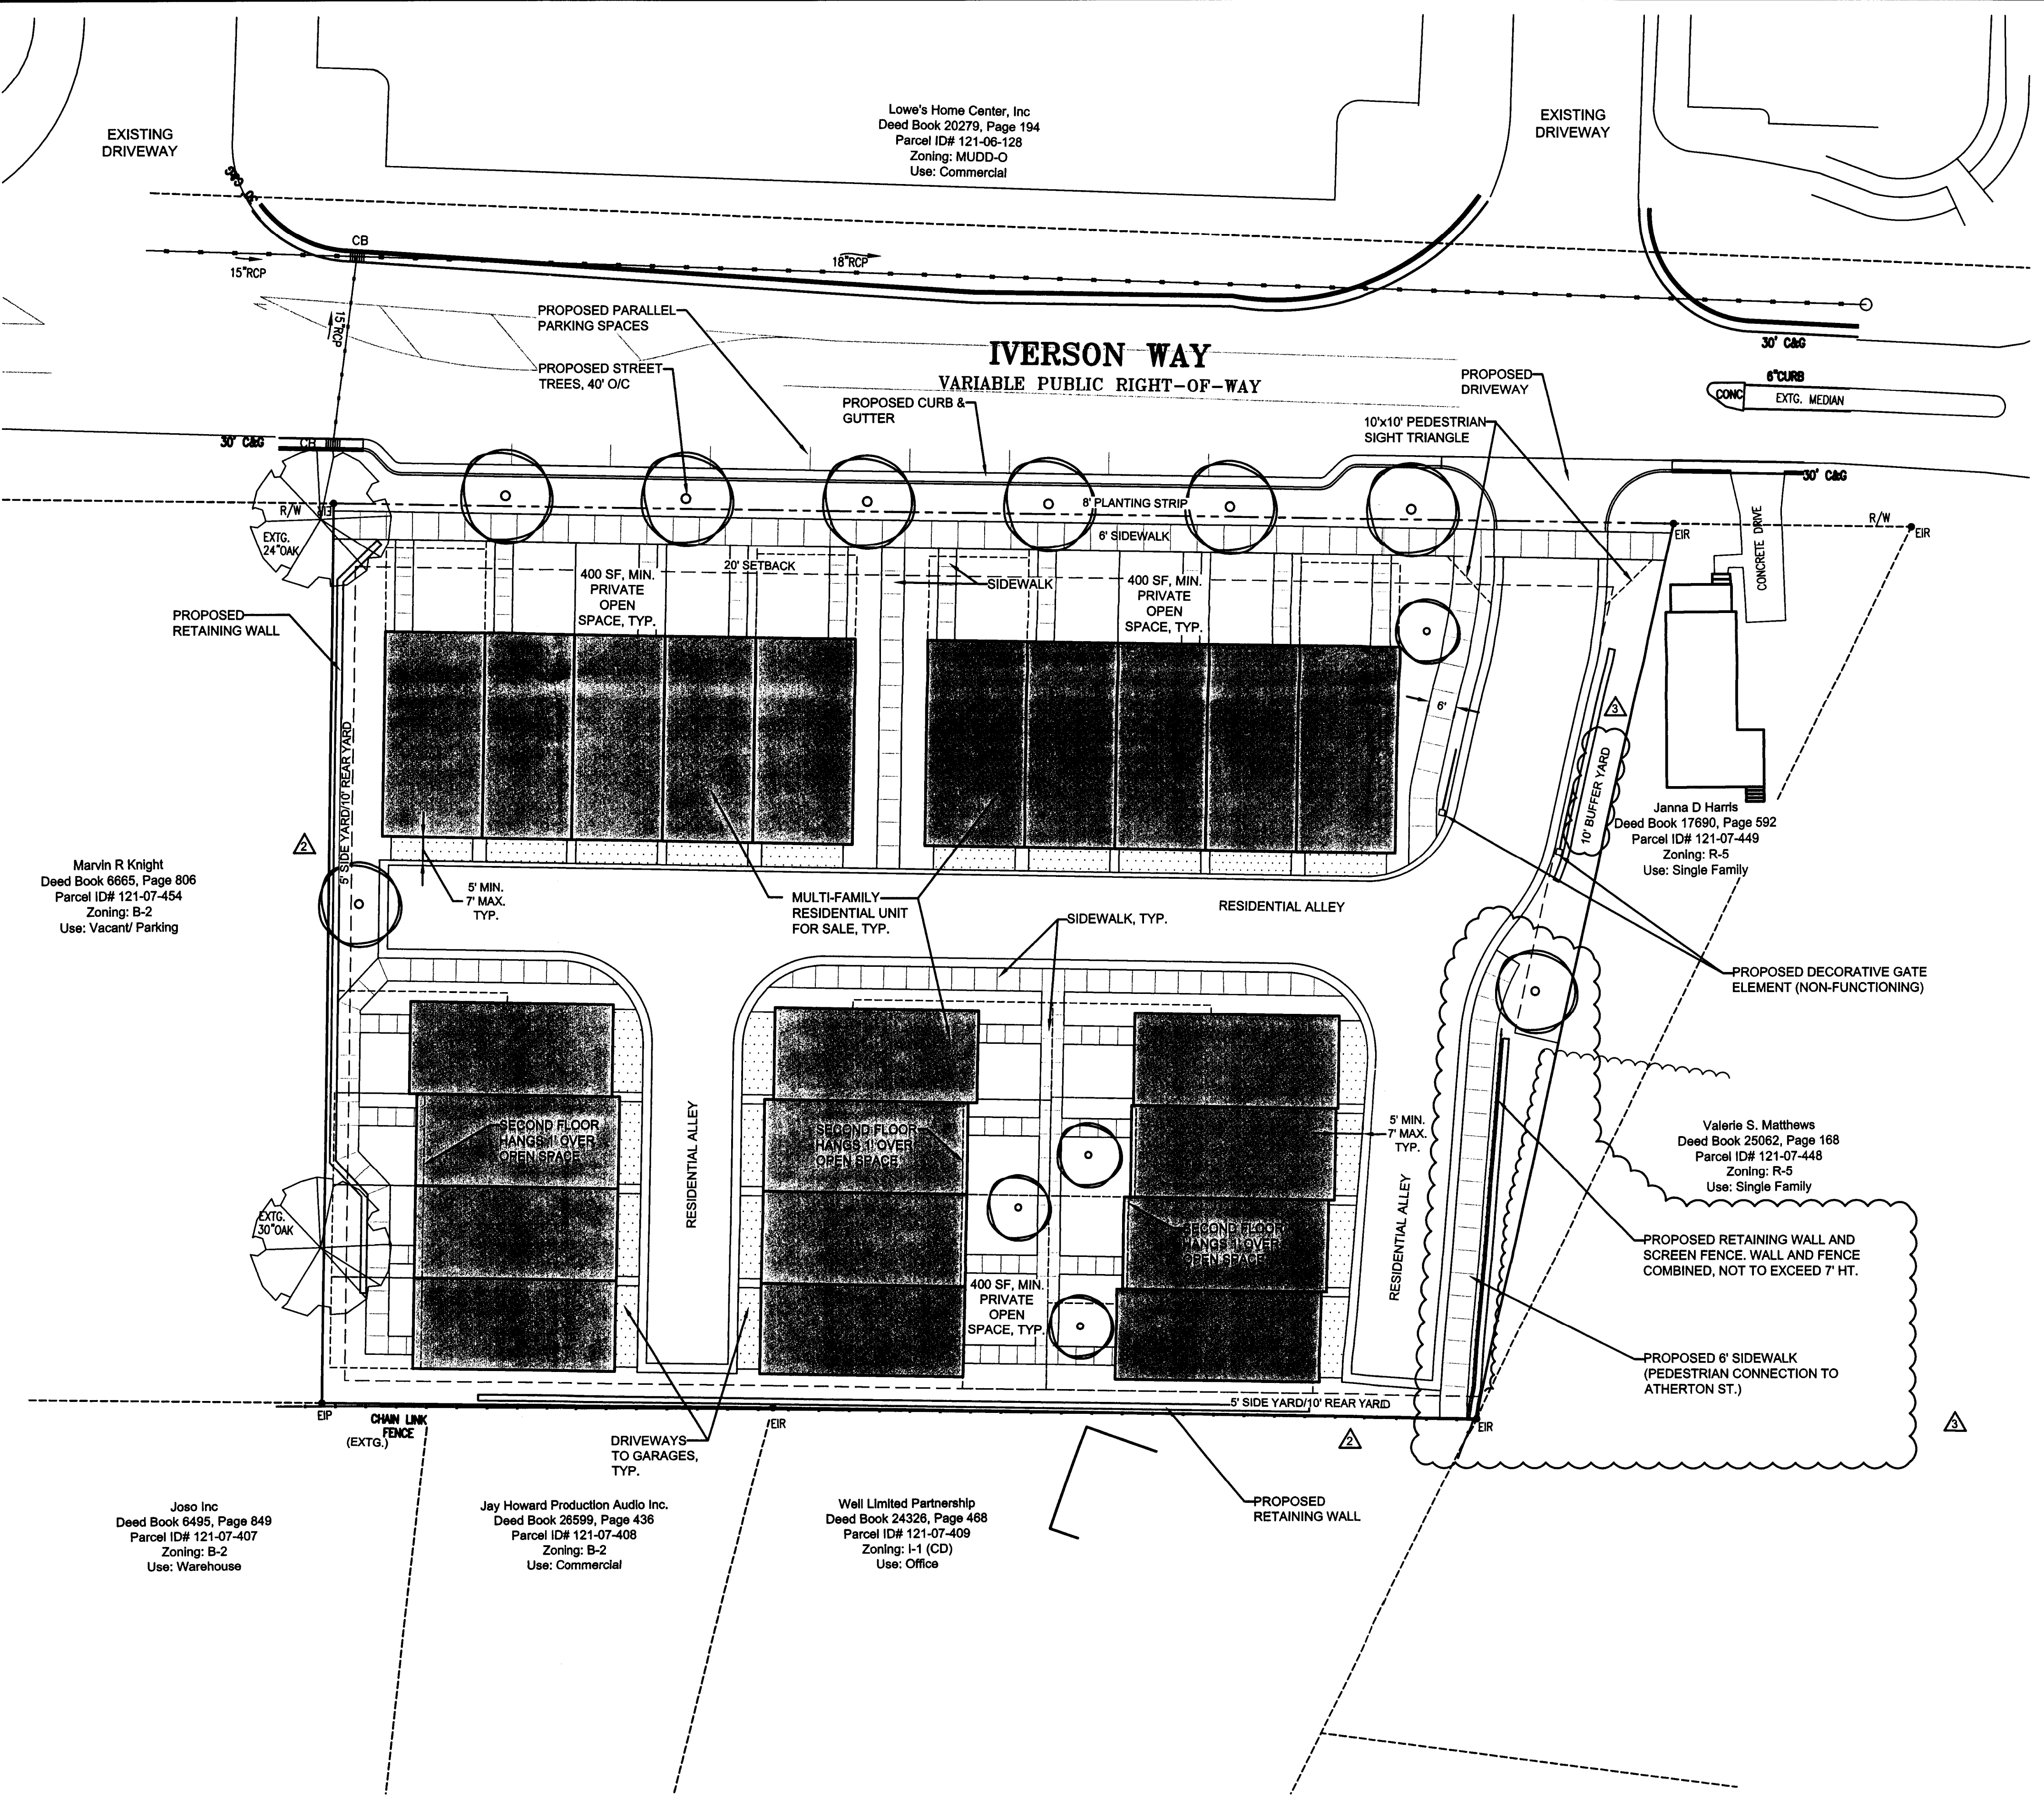 EXISTING
DRIVEWAY
Lowe's Home Center, Inc
Deed Book 20279, Page 194
Parcel ID# 121-06-128
Zoning: MUDD-O
Use: Commercial
EXISTING
DRIVEWAY
CB
15"RCP
18"RCP
15"RCP
PROPOSED PARALLEL
PARKING SPACES
IVERSON WAY
VARIABLE PUBLIC RIGHT-OF-WAY
PROPOSED STREET
TREES, 40' O/C
PROPOSED CURB &
GUTTER
PROPOSED
DRIVEWAY
30' C&G
6"CURB
CONC
EXTG. MEDIAN
10'x10' PEDESTRIAN
SIGHT TRIANGLE
30' C&G
CB
30' C&G
R/W
EIP
8' PLANTING STRIP
R/W
EIR
EIR
EXTG.
24"OAK
6' SIDEWALK
CONCRETE DRIVE
20' SETBACK
400 SF, MIN.
PRIVATE
OPEN
SPACE, TYP.
SIDEWALK
400 SF, MIN.
PRIVATE
OPEN
SPACE, TYP.
PROPOSED
RETAINING WALL
6'
3
5' SIDE YARD/10' REAR YARD
10' BUFFER YARD
Janna D Harris
Deed Book 17690, Page 592
Parcel ID# 121-07-449
Zoning: R-5
Use: Single Family
2
Marvin R Knight
Deed Book 6665, Page 806
Parcel ID# 121-07-454
Zoning: B-2
Use: Vacant/ Parking
5' MIN.
7' MAX.
TYP.
MULTI-FAMILY
RESIDENTIAL UNIT
FOR SALE, TYP.
RESIDENTIAL ALLEY
SIDEWALK, TYP.
PROPOSED DECORATIVE GATE
ELEMENT (NON-FUNCTIONING)
SECOND FLOOR
HANGS 1' OVER
OPEN SPACE
RESIDENTIAL ALLEY
SECOND FLOOR
HANGS 1' OVER
OPEN SPACE
5' MIN.
7' MAX.
TYP.
Valerie S. Matthews
Deed Book 25062, Page 168
Parcel ID# 121-07-448
Zoning: R-5
Use: Single Family
EXTG.
30"OAK
SECOND FLOOR
HANGS 1' OVER
OPEN SPACE
RESIDENTIAL ALLEY
PROPOSED RETAINING WALL AND
SCREEN FENCE. WALL AND FENCE
COMBINED, NOT TO EXCEED 7' HT.
400 SF, MIN.
PRIVATE
OPEN
SPACE, TYP.
PROPOSED 6' SIDEWALK
(PEDESTRIAN CONNECTION TO
ATHERTON ST.)
5' SIDE YARD/10' REAR YARD
EIP
CHAIN LINK
FENCE
(EXTG.)
EIR
EIR
3
2
DRIVEWAYS
TO GARAGES,
TYP.
PROPOSED
RETAINING WALL
Joso Inc
Deed Book 6495, Page 849
Parcel ID# 121-07-407
Zoning: B-2
Use: Warehouse
Jay Howard Production Audio Inc.
Deed Book 26599, Page 436
Parcel ID# 121-07-408
Zoning: B-2
Use: Commercial
Well Limited Partnership
Deed Book 24326, Page 468
Parcel ID# 121-07-409
Zoning: I-1 (CD)
Use: Office